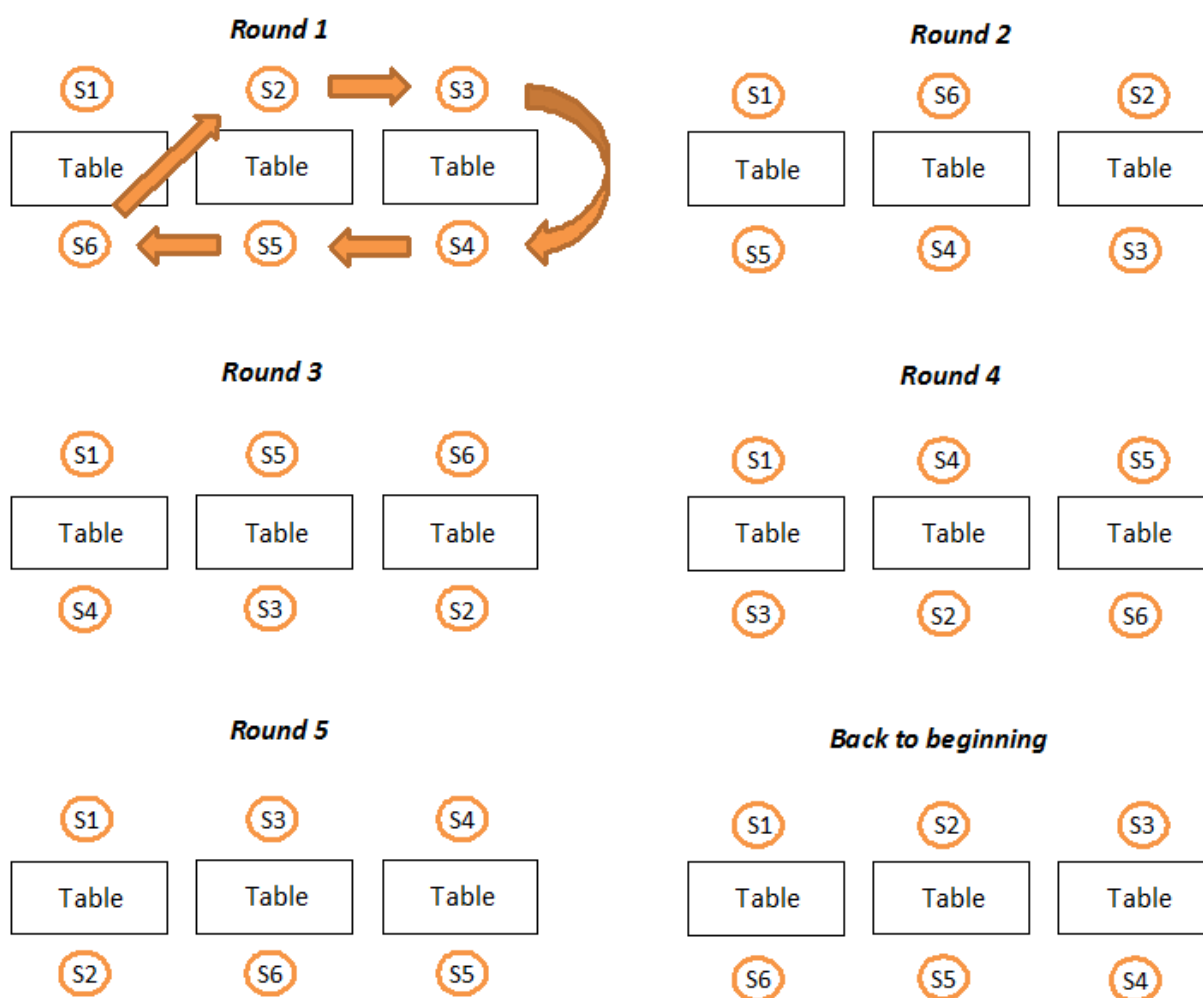 Round 1
S1 S2 S3
Table Table Table
S6 S5 S4
Round 2
S1 S6 S2
Table Table Table
S5 S4 S3
Round 3
S1 S5 S6
Table Table Table
S4 S3 S2
Round 4
S1 S4 S5
Table Table Table
S3 S2 S6
Round 5
S1 S3 S4
Table Table Table
S2 S6 S5
Back to beginning
S1 S2 S3
Table Table Table
S6 S5 S4